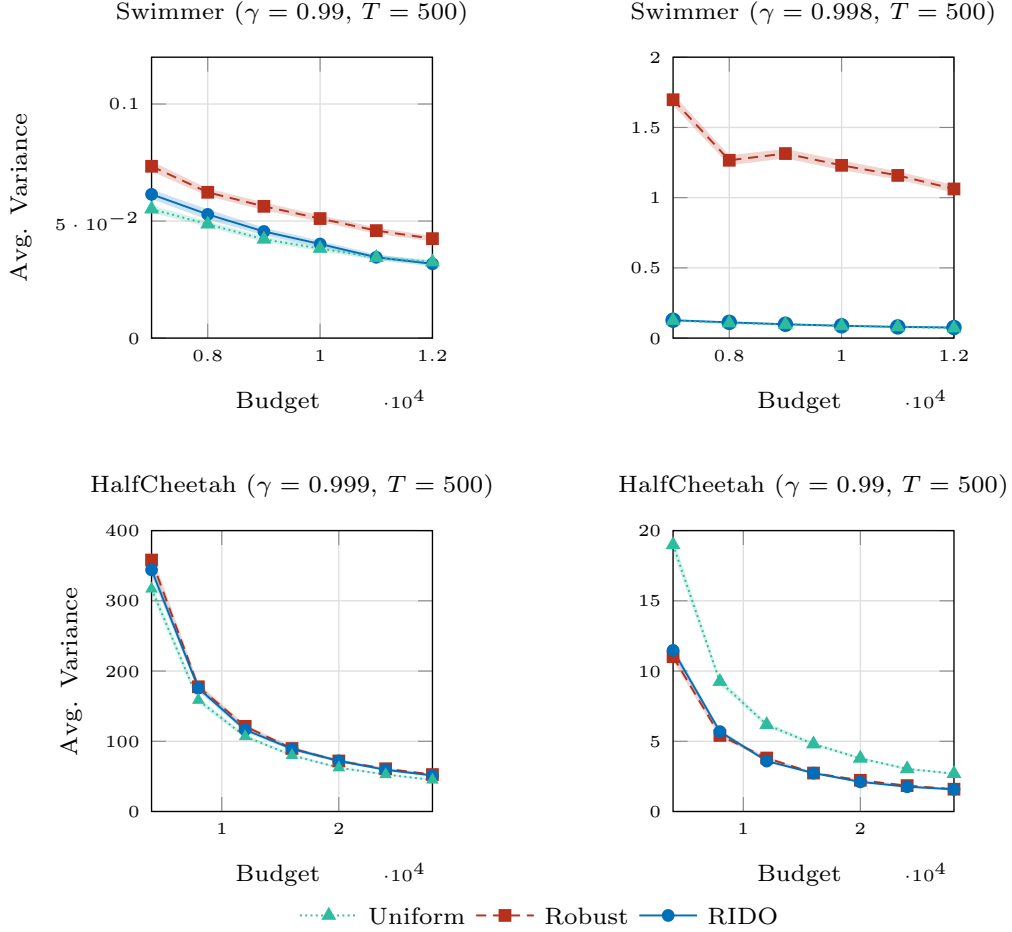 Swimmer (γ = 0.99, T = 500)
Swimmer (γ = 0.998, T = 500)
Avg. Variance
0.1
5 · 10⁻²
0
0.8
1
1.2
Budget
·10⁴
2
1.5
1
0.5
0
0.8
1
1.2
Budget
·10⁴
HalfCheetah (γ = 0.999, T = 500)
HalfCheetah (γ = 0.99, T = 500)
Avg. Variance
400
300
200
100
0
1
2
Budget
·10⁴
20
15
10
5
0
1
2
Budget
·10⁴
Uniform Robust RIDO